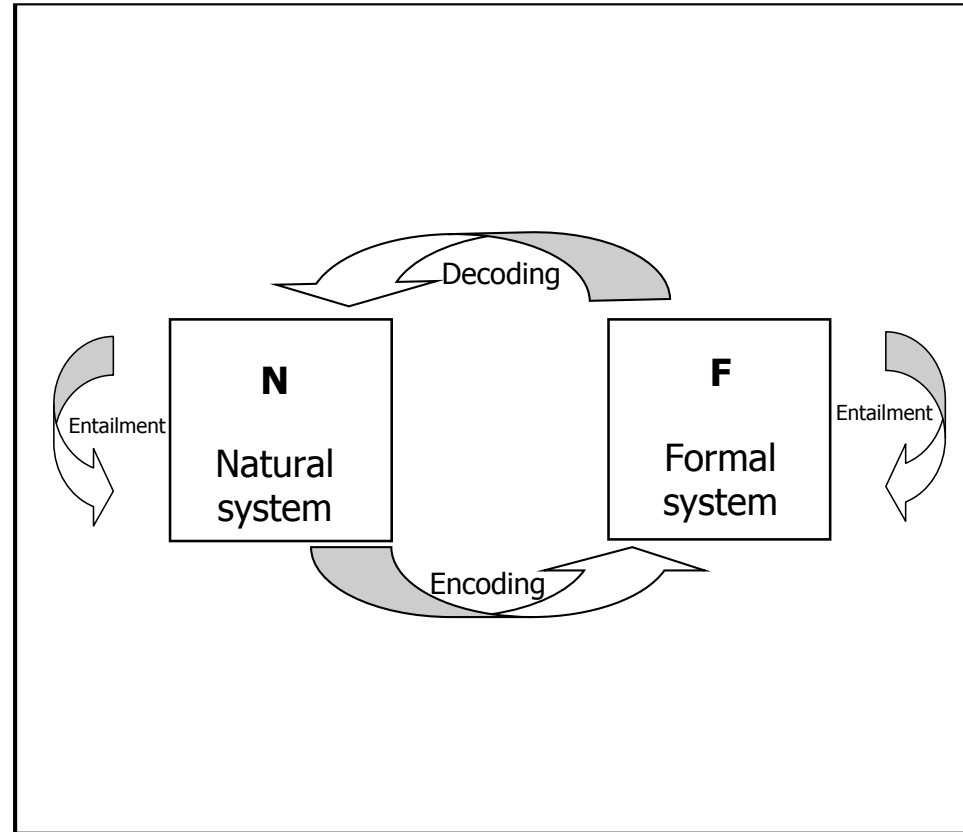 Decoding
N
F
Entailment
Entailment
Natural
system
Formal
system
Encoding